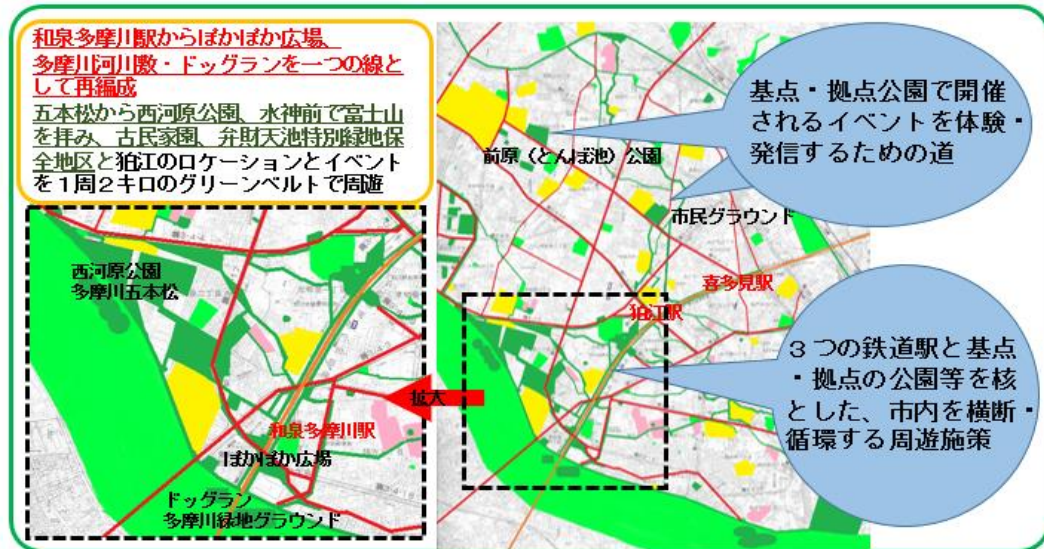 和泉多摩川駅からぽかぽか広場、
多摩川河川敷・ドッグランを一つの線と
して再編成
五本松から西河原公園、水神前で富士山
を拝み、古民家園、弁財天池特別緑地保
全地区と狛江のロケーションとイベント
を１周２キロのグリーンベルトで周遊
西河原公園
多摩川五本松
和泉多摩川駅
ぽかぽか広場
ドッグラン
多摩川緑地グラウンド
拡大
前原（とんぼ池）公園
市民グラウンド
喜多見駅
狛江駅
基点・拠点公園で開催
されるイベントを体験・
発信するための道
３つの鉄道駅と基点
・拠点の公園等を核
とした、市内を横断・
循環する周遊施策